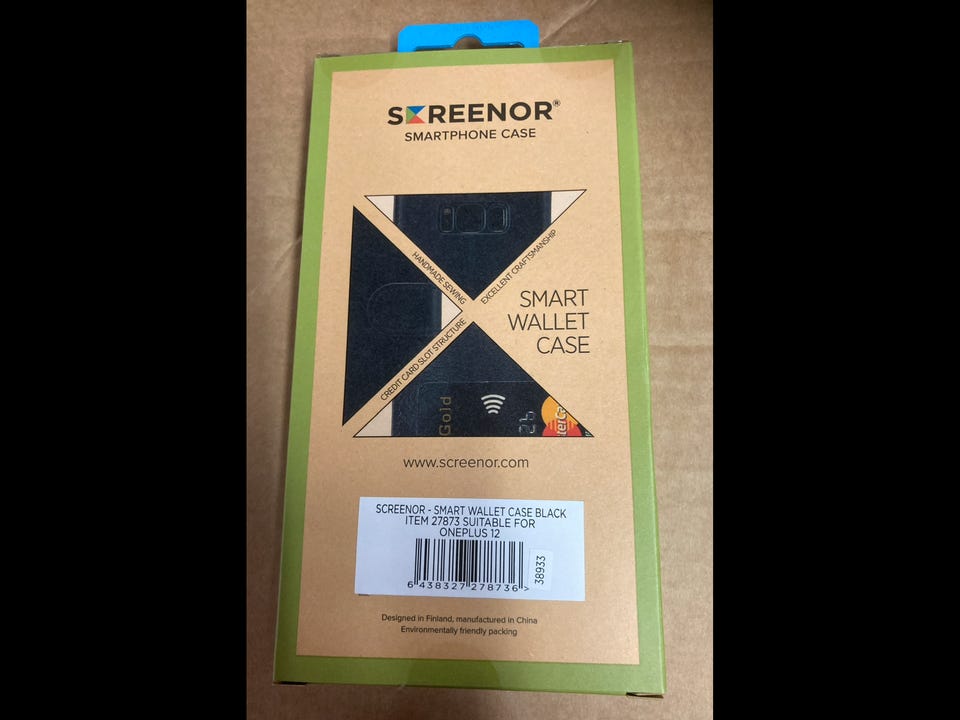 SCREENOR®
SMARTPHONE CASE
HANDMADE SEWING
EXCELLENT CRAFTSMANSHIP
SMART
WALLET
CASE
CREDIT CARD SLOT STRUCTURE
Gold
www.screenor.com
SCREENOR - SMART WALLET CASE BLACK
ITEM 27873 SUITABLE FOR
ONEPLUS 12
38933
6 438327 278736 >
Designed in Finland, manufactured in China
Environmentally friendly packing